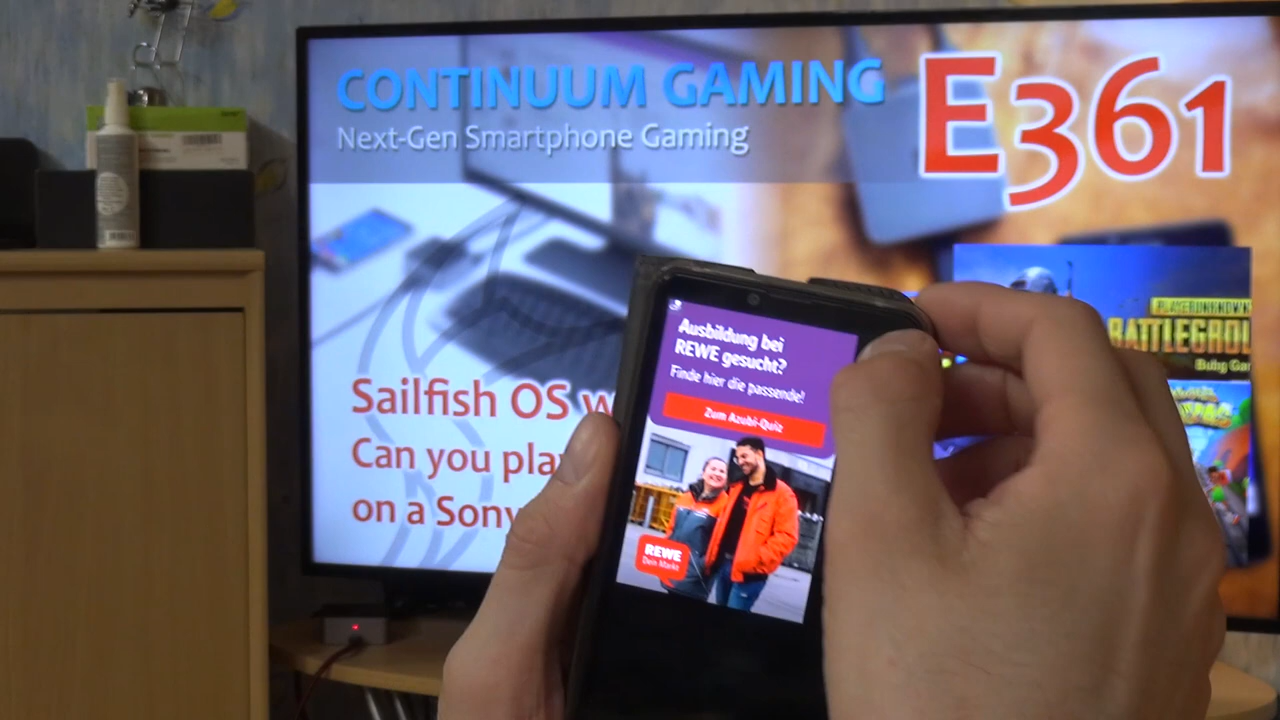 CONTINUUM GAMING
Next-Gen Smartphone Gaming
E361
Sailfish OS
Can you
on a Sony
Ausbildung bei
REWE gesucht?
Finde hier die passende!
Zum Azubi-Quiz
REWE
Dein Markt